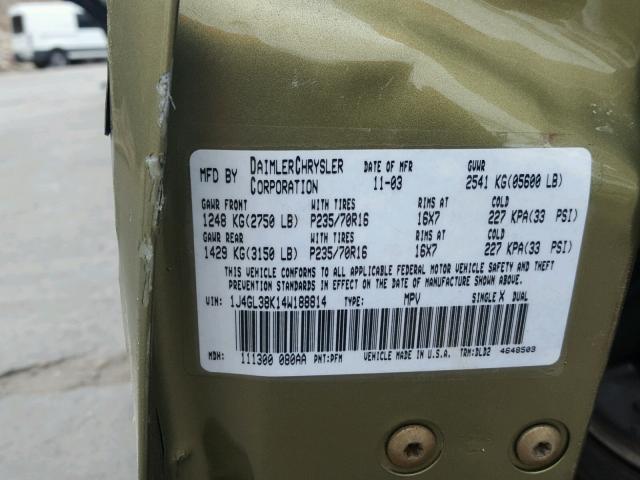 MFD BY DAIMLERCHRYSLER CORPORATION DATE OF MFR 11-03 GVWR 2541 KG(05600 LB)
GAWR FRONT WITH TIRES RIMS AT COLD
1248 KG(2750 LB) P235/70R16 16X7 227 KPA(33 PSI)
GAWR REAR WITH TIRES RIMS AT COLD
1429 KG(3150 LB) P235/70R16 16X7 227 KPA(33 PSI)
THIS VEHICLE CONFORMS TO ALL APPLICABLE FEDERAL MOTOR VEHICLE SAFETY AND THEFT
PREVENTION STANDARDS IN EFFECT ON THE DATE OF MANUFACTURE SHOWN ABOVE.
VIN: 1J4GL38K14W188814 TYPE: MPV SINGLE X DUAL
MDH: 111300 080AA PNT:PFM VEHICLE MADE IN U.S.A. TRM:DLD2 4648503